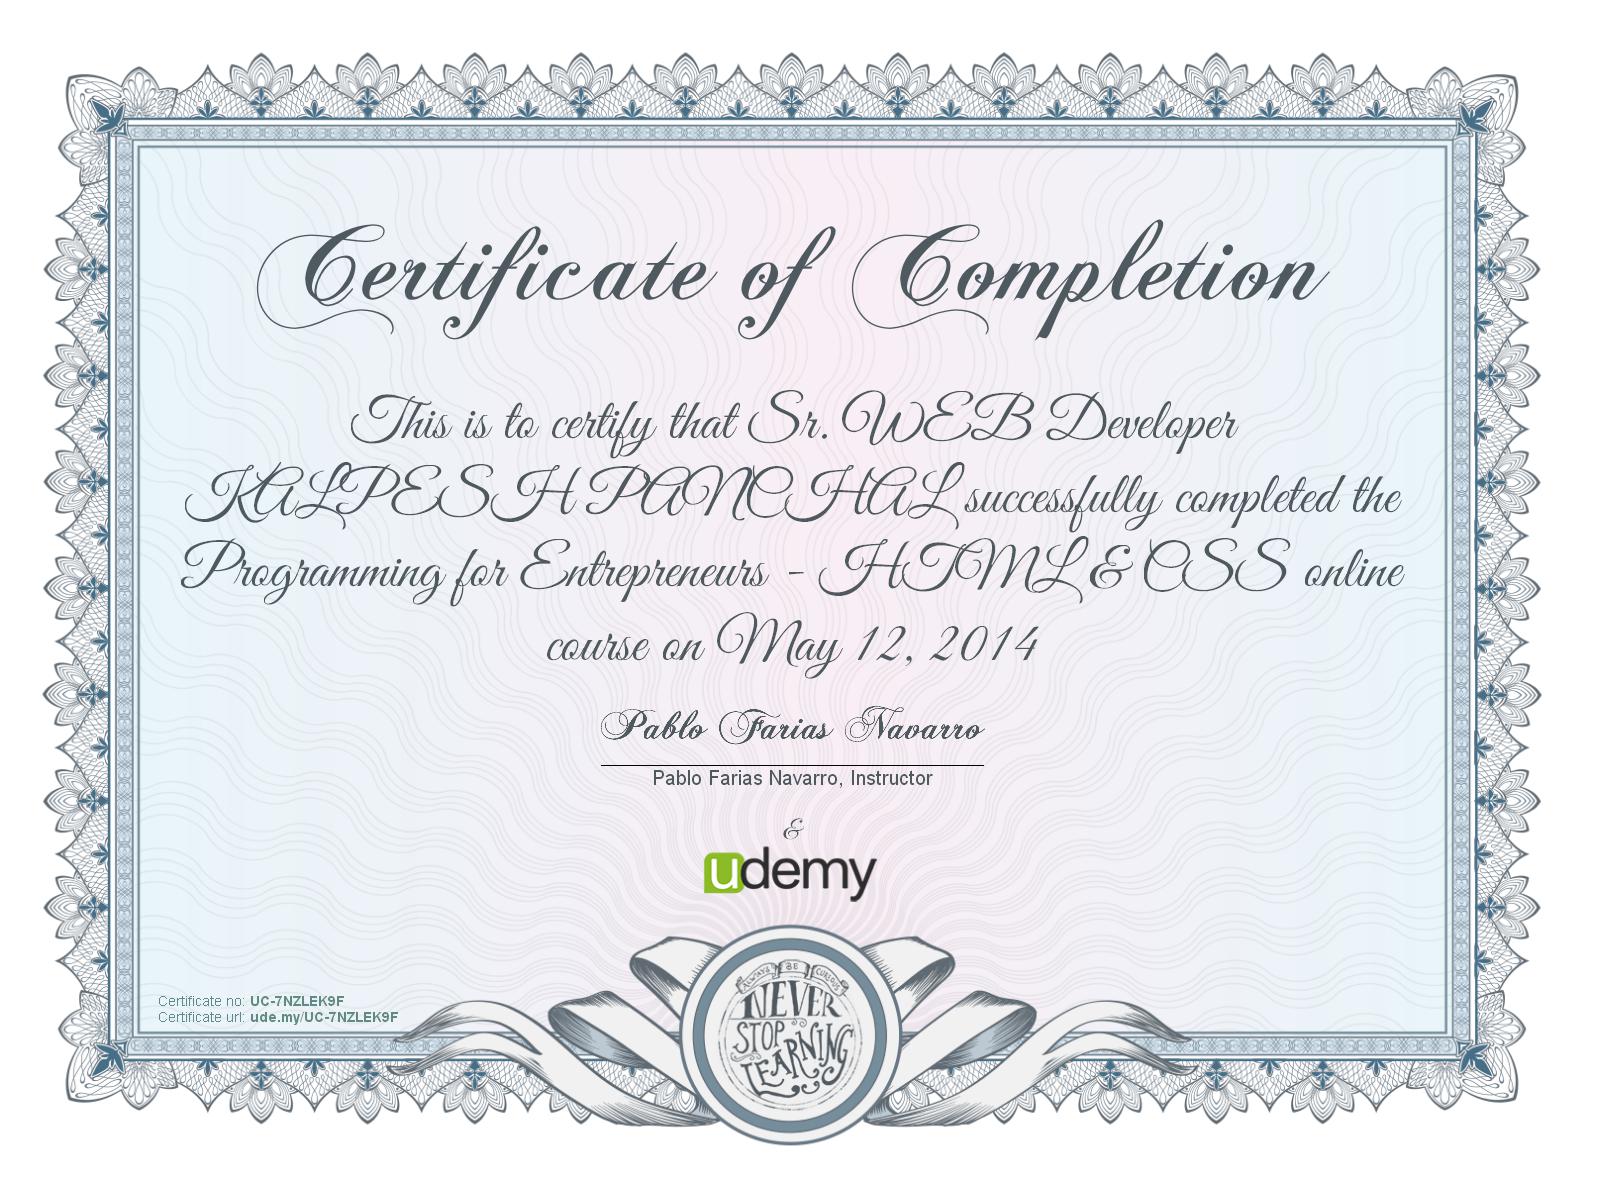 Certificate of Completion
This is to certify that Sr. WEB Developer
KALPESH PANCHAL successfully completed the
Programming for Entrepreneurs - HTML & CSS online
course on May 12, 2014
Pablo Farias Navarro
Pablo Farias Navarro, Instructor
&
udemy
Certificate no: UC-7NZLEK9F
Certificate url: ude.my/UC-7NZLEK9F
ALWAYS BE CURIOUS
NEVER
STOP
LEARNING